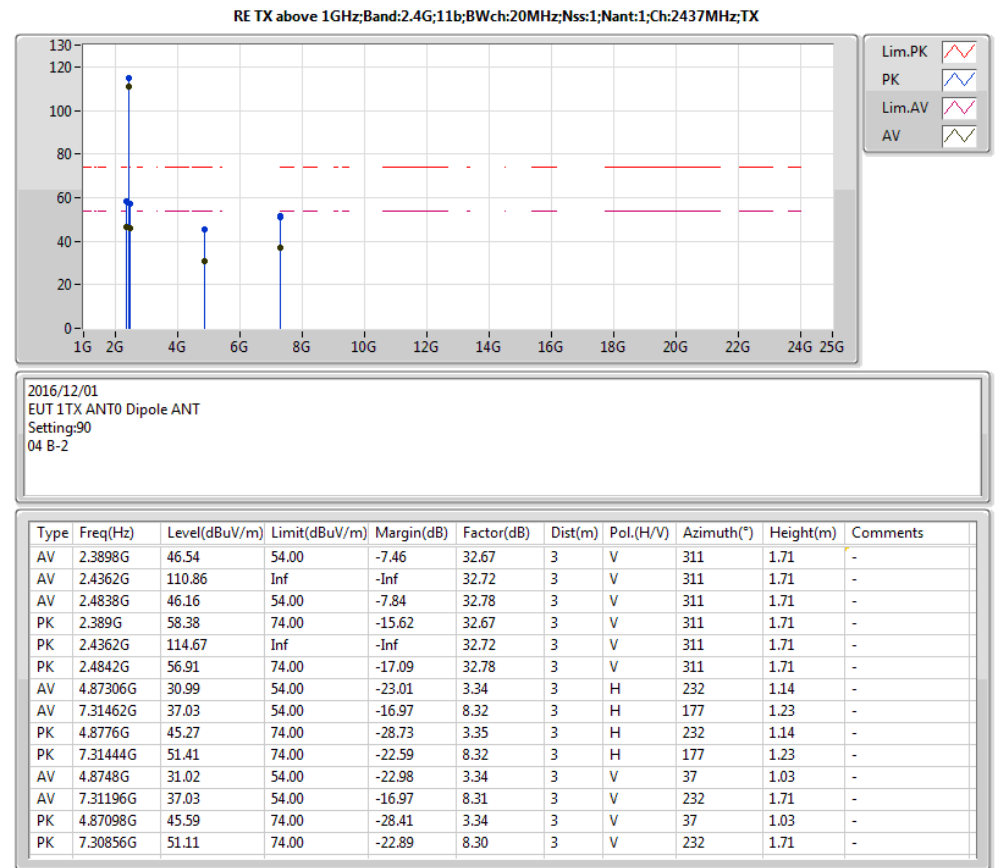 RE TX above 1GHz;Band:2.4G;11b;BWch:20MHz;Nss:1;Nant:1;Ch:2437MHz;TX
130
120
100
80
60
40
20
0
1G 2G 4G 6G 8G 10G 12G 14G 16G 18G 20G 22G 24G 25G
Lim.PK
PK
Lim.AV
AV
2016/12/01
EUT 1TX ANT0 Dipole ANT
Setting:90
04 B-2
Type Freq(Hz) Level(dBuV/m) Limit(dBuV/m) Margin(dB) Factor(dB) Dist(m) Pol.(H/V) Azimuth(°) Height(m) Comments
AV 2.3898G 46.54 54.00 -7.46 32.67 3 V 311 1.71 -
AV 2.4362G 110.86 Inf -Inf 32.72 3 V 311 1.71 -
AV 2.4838G 46.16 54.00 -7.84 32.78 3 V 311 1.71 -
PK 2.389G 58.38 74.00 -15.62 32.67 3 V 311 1.71 -
PK 2.4362G 114.67 Inf -Inf 32.72 3 V 311 1.71 -
PK 2.4842G 56.91 74.00 -17.09 32.78 3 V 311 1.71 -
AV 4.87306G 30.99 54.00 -23.01 3.34 3 H 232 1.14 -
AV 7.31462G 37.03 54.00 -16.97 8.32 3 H 177 1.23 -
PK 4.8776G 45.27 74.00 -28.73 3.35 3 H 232 1.14 -
PK 7.31444G 51.41 74.00 -22.59 8.32 3 H 177 1.23 -
AV 4.8748G 31.02 54.00 -22.98 3.34 3 V 37 1.03 -
AV 7.31196G 37.03 54.00 -16.97 8.31 3 V 232 1.71 -
PK 4.87098G 45.59 74.00 -28.41 3.34 3 V 37 1.03 -
PK 7.30856G 51.11 74.00 -22.89 8.30 3 V 232 1.71 -